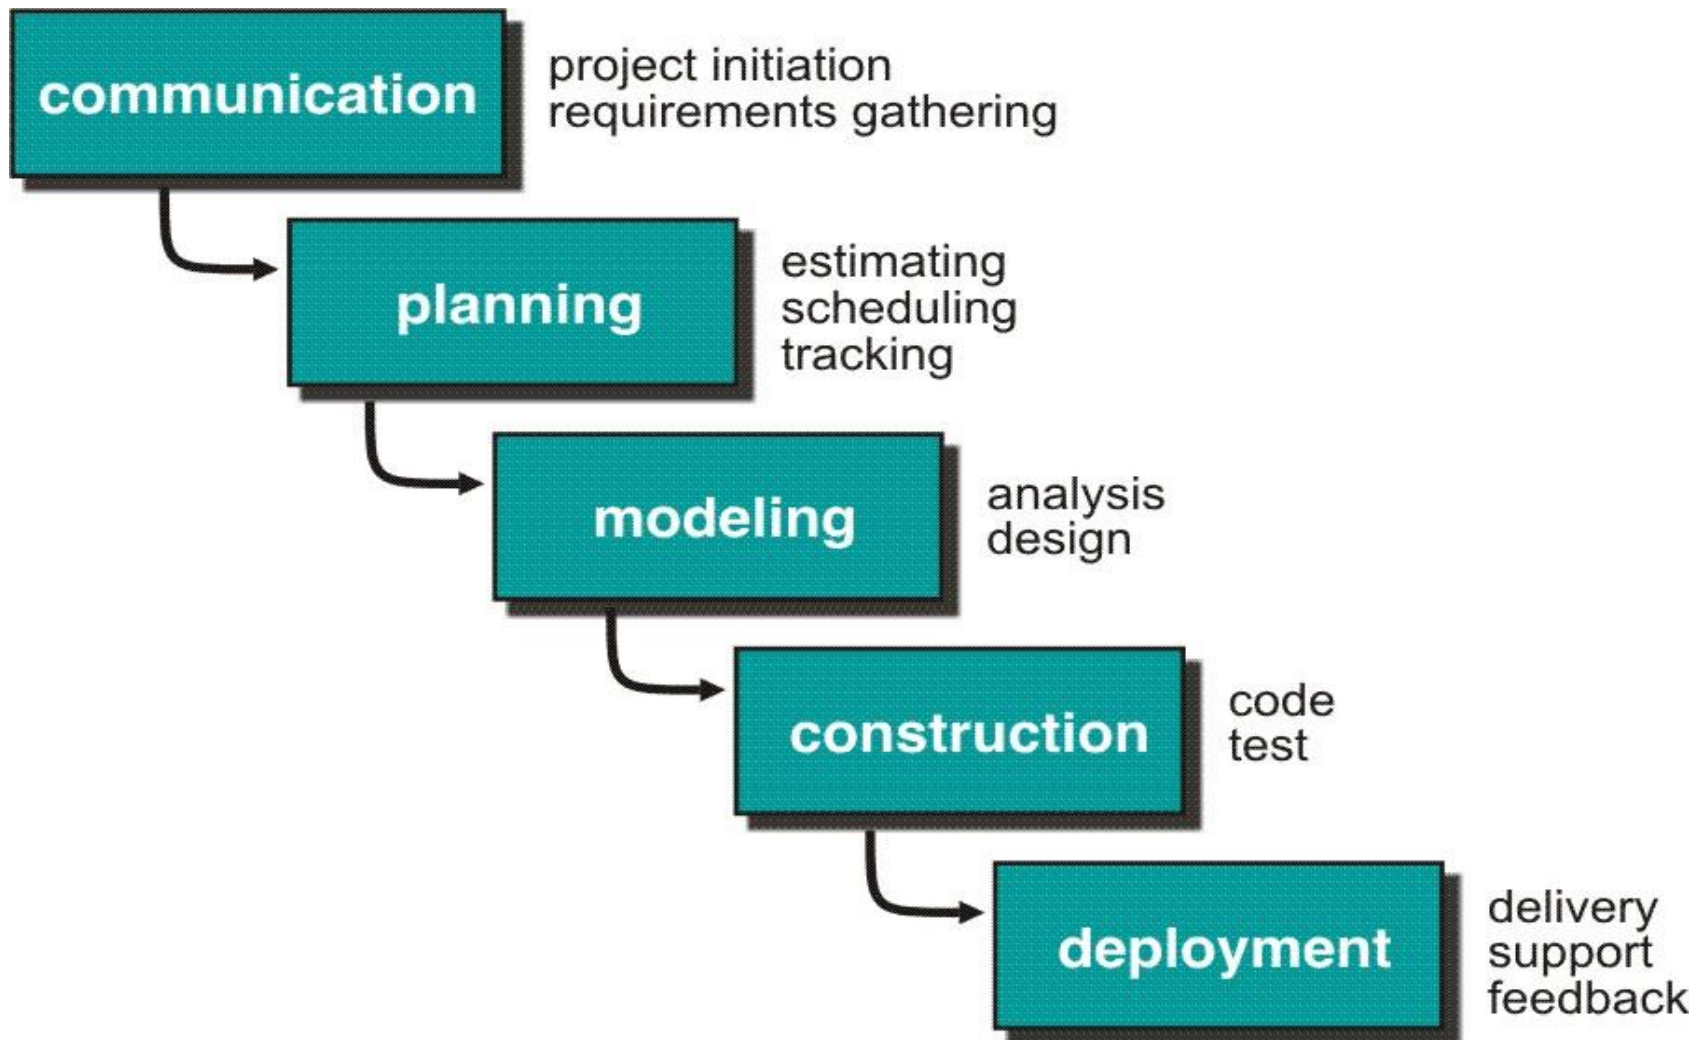 communication
project initiation
requirements gathering
planning
estimating
scheduling
tracking
modeling
analysis
design
construction
code
test
deployment
delivery
support
feedback